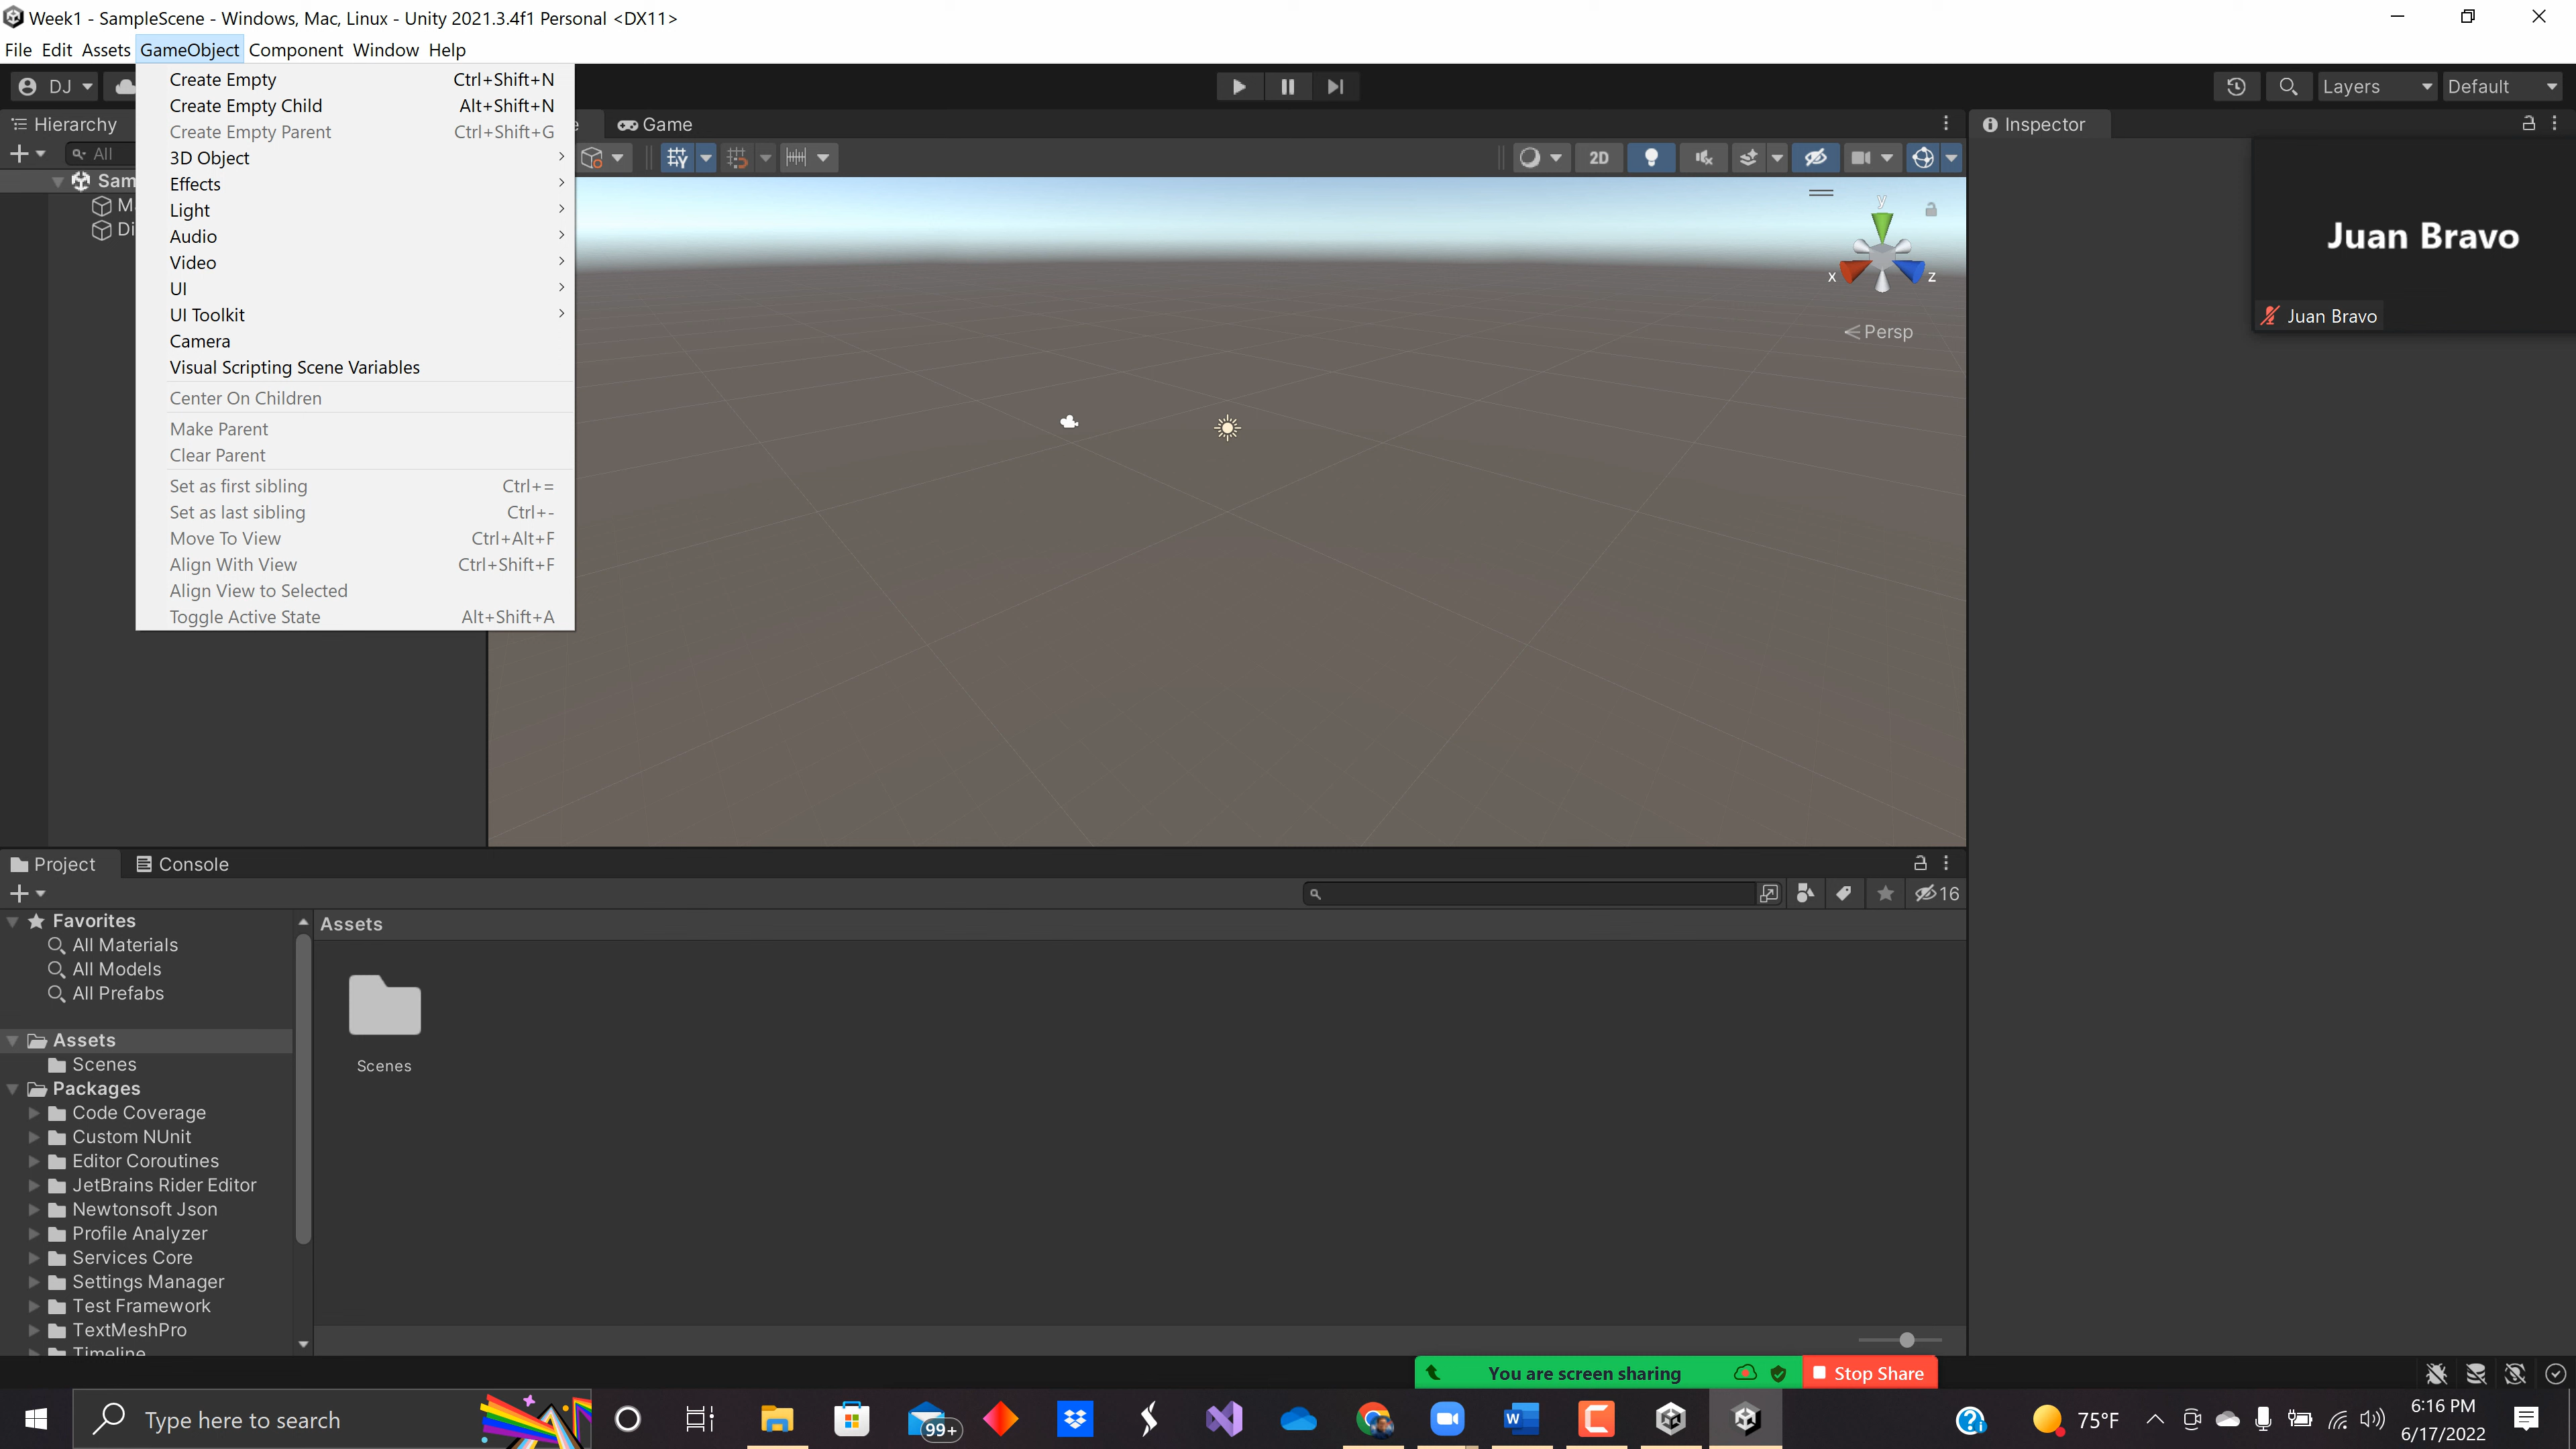 Week1 - SampleScene - Windows, Mac, Linux - Unity 2021.3.4f1 Personal <DX11>
File Edit Assets GameObject Component Window Help
DJ
Layers
Default
Create Empty Ctrl+Shift+N
Create Empty Child Alt+Shift+N
Create Empty Parent Ctrl+Shift+G
3D Object
Effects
Light
Audio
Video
UI
UI Toolkit
Camera
Visual Scripting Scene Variables
Center On Children
Make Parent
Clear Parent
Set as first sibling Ctrl+=
Set as last sibling Ctrl+-
Move To View Ctrl+Alt+F
Align With View Ctrl+Shift+F
Align View to Selected
Toggle Active State Alt+Shift+A
Hierarchy
All
Sam
Di
Game
2D
y
x
z
Persp
Inspector
Juan Bravo
Juan Bravo
Project
Console
16
Favorites
All Materials
All Models
All Prefabs
Assets
Scenes
Packages
Code Coverage
Custom NUnit
Editor Coroutines
JetBrains Rider Editor
Newtonsoft Json
Profile Analyzer
Services Core
Settings Manager
Test Framework
TextMeshPro
Timeline
Assets
Scenes
You are screen sharing
Stop Share
Type here to search
99+
75°F
6:16 PM
6/17/2022